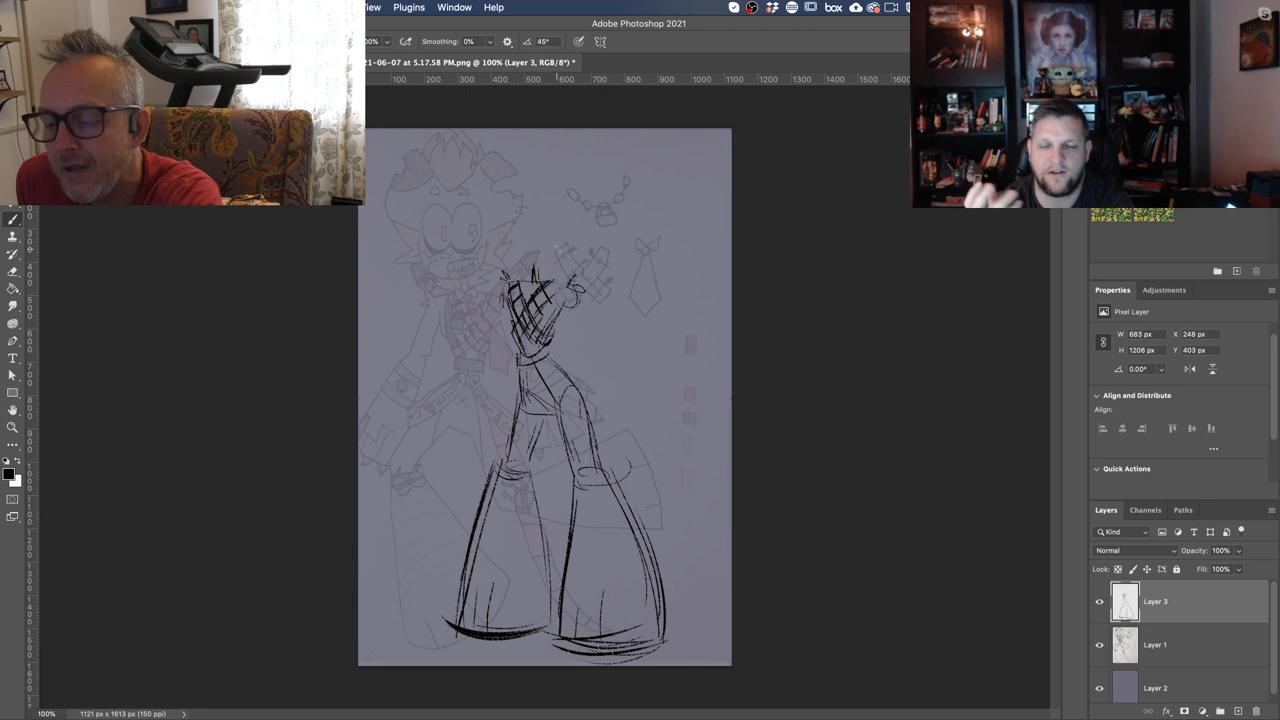 View Plugins Window Help
box
Adobe Photoshop 2021
Smoothing: 0% 45°
21-06-07 at 5.17.58 PM.png @ 100% (Layer 3, RGB/8*) *
100 200 300 400 500 600 700 800 900 1000 1100 1200 1300 1400 1500 1600
Properties Adjustments
Pixel Layer
W 683 px X 248 px
H 1206 px Y 403 px
0.00°
Align and Distribute
Align:
Quick Actions
Layers Channels Paths
Kind
Normal Opacity: 100%
Lock: Fill: 100%
Layer 3
Layer 1
Layer 2
100% 1121 px x 1613 px (150 ppi)